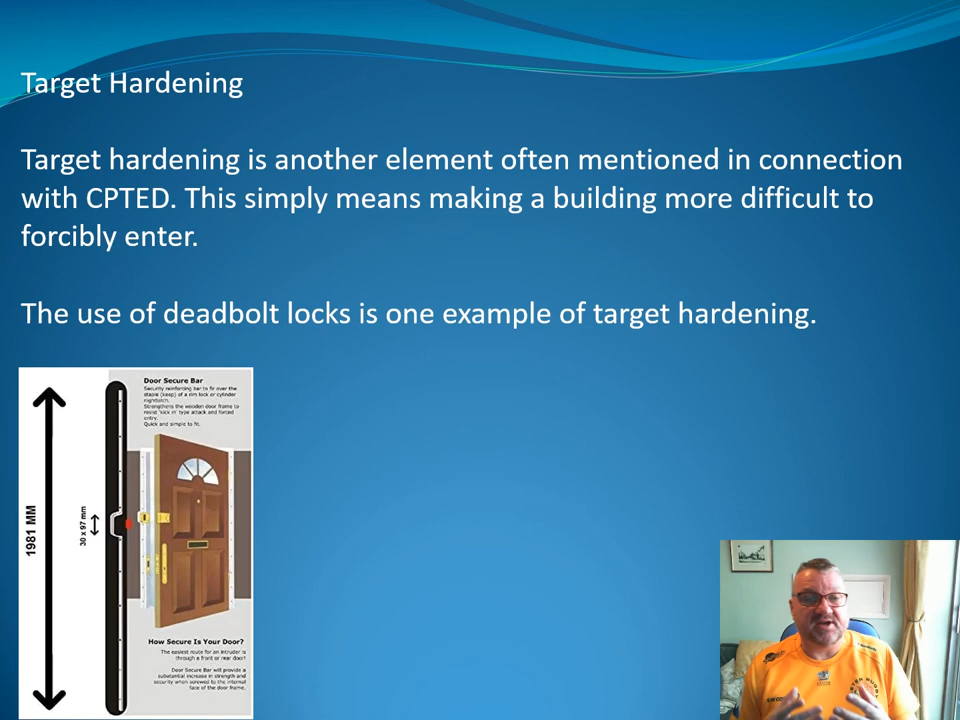 Target Hardening
Target hardening is another element often mentioned in connection
with CPTED. This simply means making a building more difficult to
forcibly enter.
The use of deadbolt locks is one example of target hardening.
Door Secure Bar
Security reinforcing bar to fit over the
staple (keep) of a rim lock or cylinder
nightlatch.
Strengthens the wooden door frame to
resist 'kick in' type attack and forced
entry.
Quick and simple to fit.
1981 MM
30 x 97 mm
How Secure Is Your Door?
The easiest route for an intruder is
through a front or rear door!
Door Secure Bar will provide a
substantial increase in strength and
security when screwed to the internal
face of the door frame.